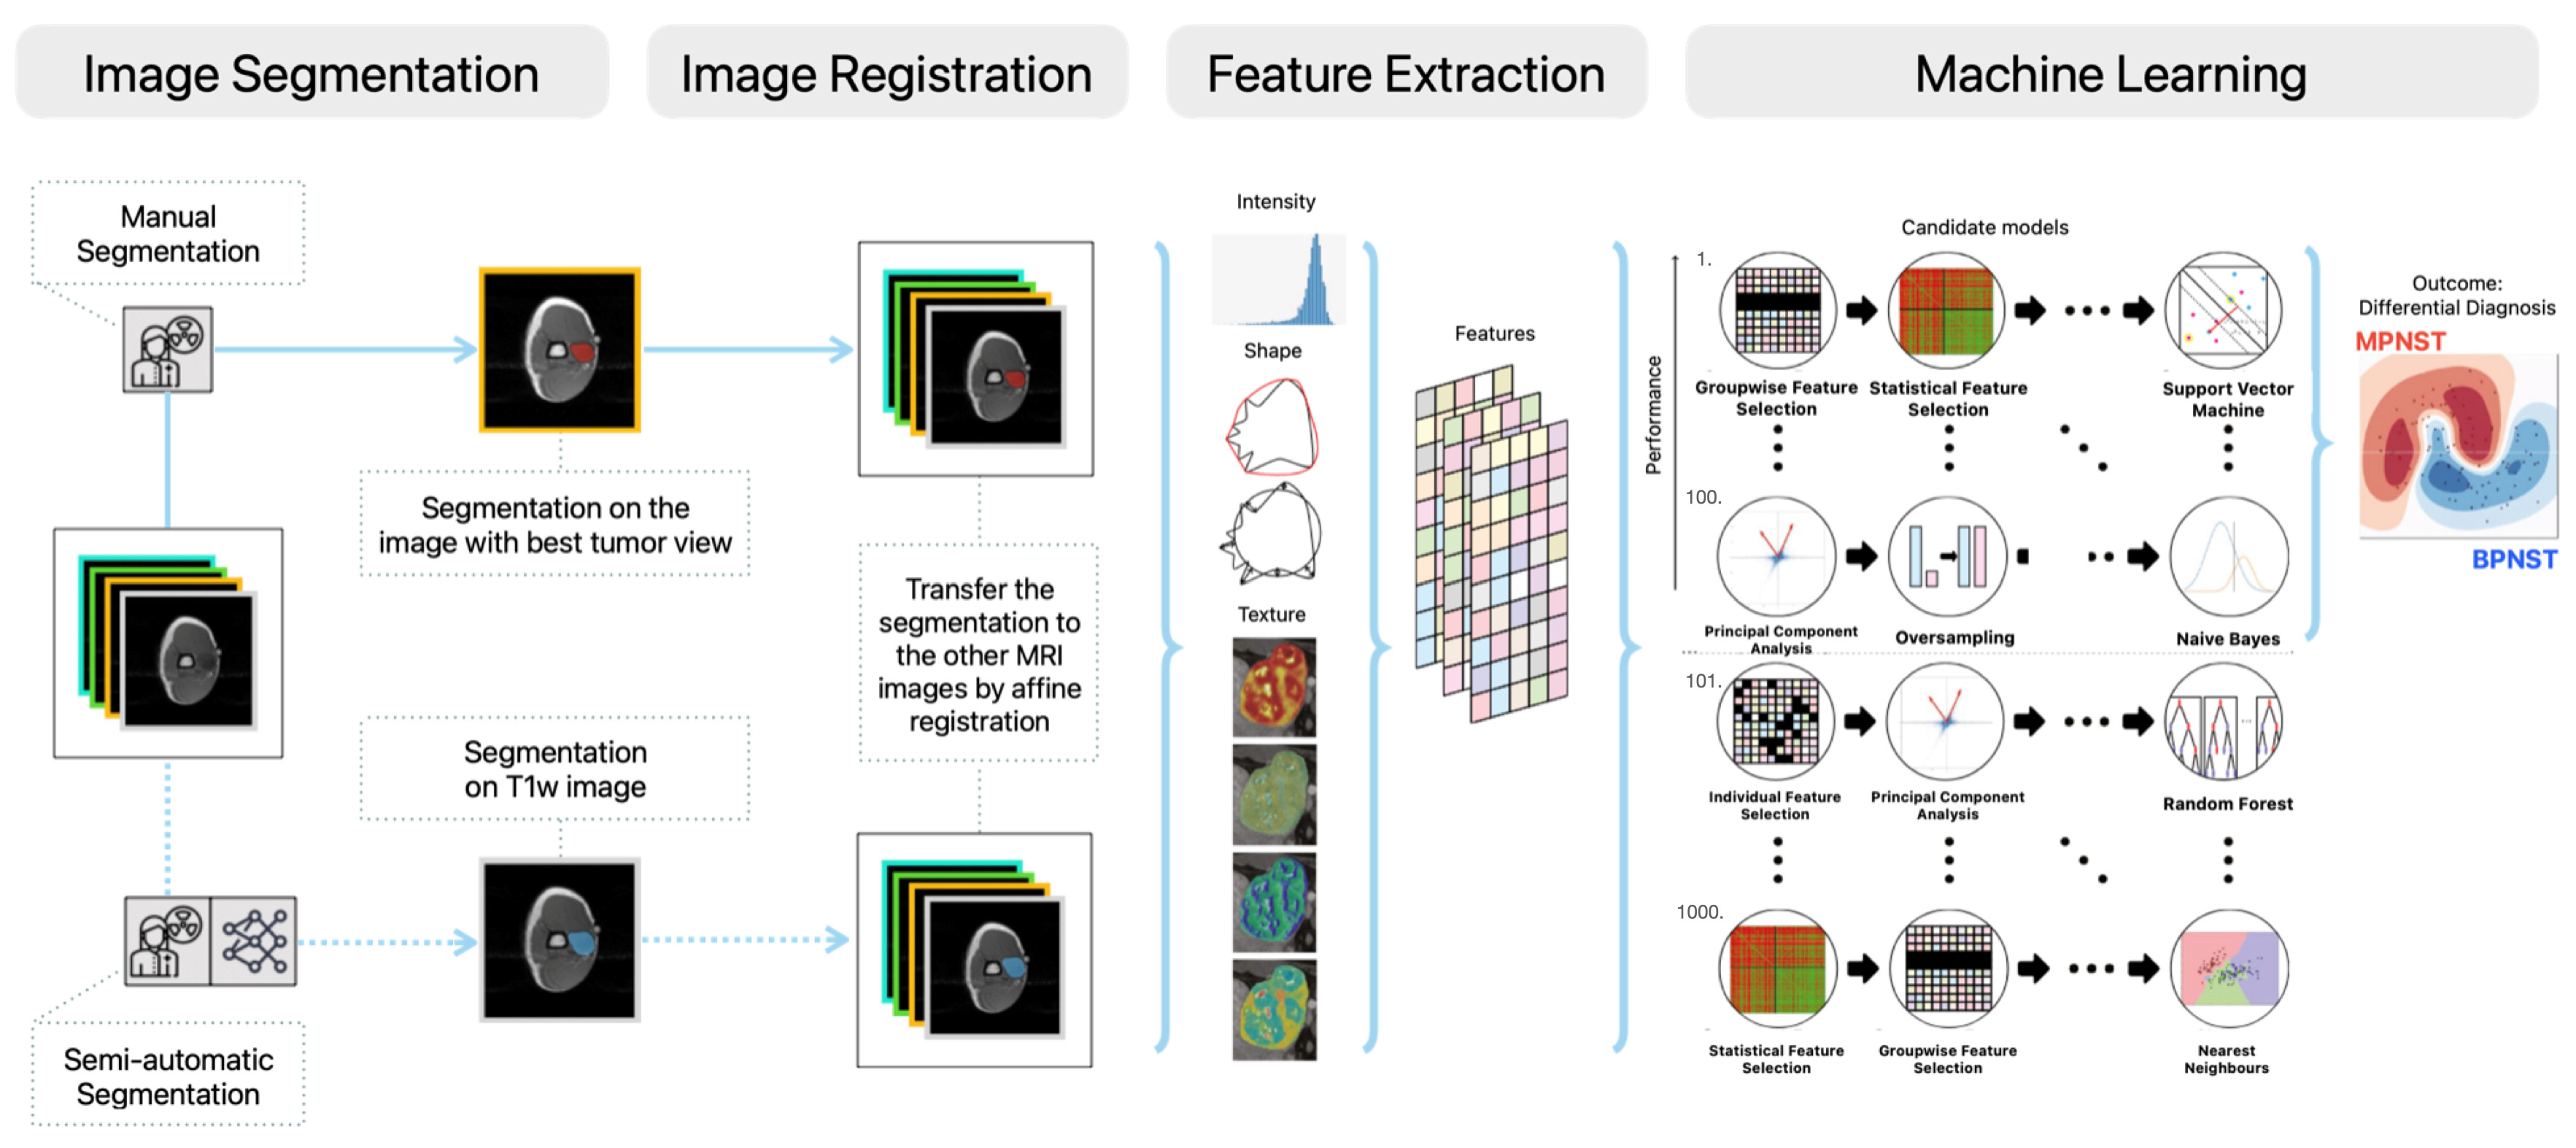 Image Segmentation
Image Registration
Feature Extraction
Machine Learning
Manual
Segmentation
Segmentation on the
image with best tumor view
Segmentation
on T1w image
Semi-automatic
Segmentation
Transfer the
segmentation to
the other MRI
images by affine
registration
Intensity
Shape
Texture
Features
Performance
Candidate models
1.
Groupwise Feature
Selection
Statistical Feature
Selection
Support Vector
Machine
100.
Principal Component
Analysis
Oversampling
Naive Bayes
101.
Individual Feature
Selection
Principal Component
Analysis
Random Forest
1000.
Statistical Feature
Selection
Groupwise Feature
Selection
Nearest
Neighbours
Outcome:
Differential Diagnosis
MPNST
BPNST